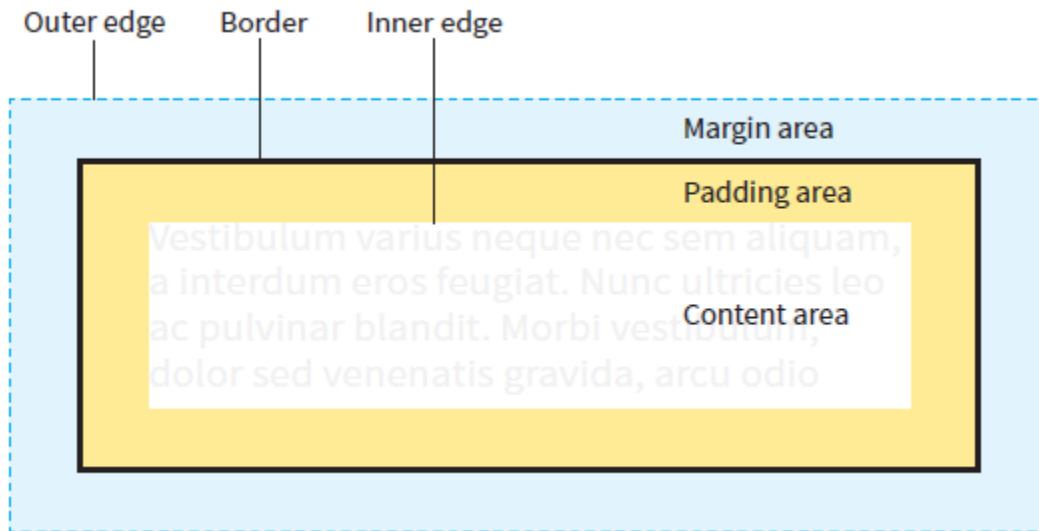 Outer edge
Border
Inner edge
Margin area
Padding area
Vestibulum varius neque nec sem aliquam,
a interdum eros feugiat. Nunc ultricies leo
ac pulvinar blandit. Morbi vestibulum,
Content area
dolor sed venenatis gravida, arcu odio